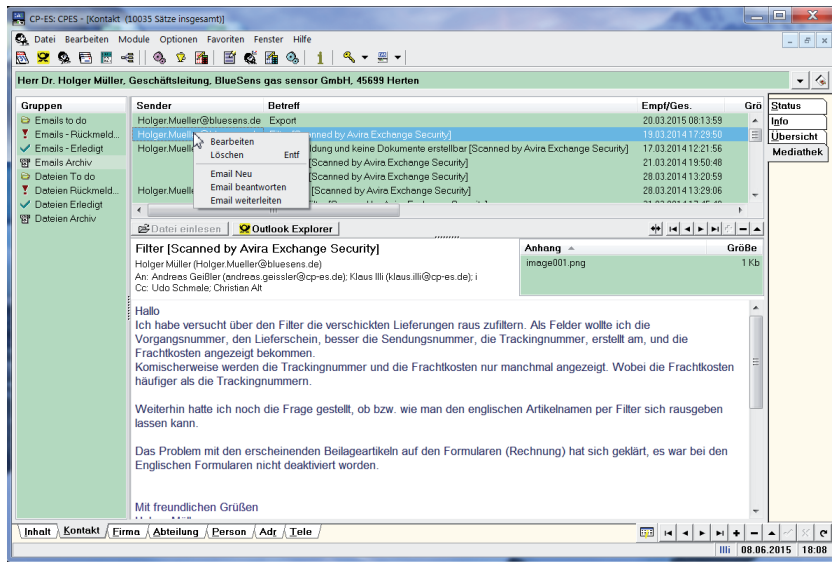 CP-ES: CPES - [Kontakt (10035 Sätze insgesamt)]
Datei Bearbeiten Module Optionen Favoriten Fenster Hilfe
Herr Dr. Holger Müller, Geschäftsleitung, BlueSens gas sensor GmbH, 45699 Herten
Gruppen
Emails to do
Emails - Rückmeld...
Emails - Erledigt
Emails Archiv
Dateien To do
Dateien Rückmeld...
Dateien Erledigt
Dateien Archiv
Sender Betreff Empf/Ges. Grö
Holger.Mueller@bluesens.de Export 20.03.2015 08:13:59
[Scanned by Avira Exchange Security] 19.03.2014 17:29:50
Holger.Muell dung und keine Dokumente erstellbar [Scanned by Avira Exchange Security] 17.03.2014 12:21:56
[Scanned by Avira Exchange Security] 21.03.2014 19:50:48
[Scanned by Avira Exchange Security] 28.03.2014 13:20:59
Holger.Muelle [Scanned by Avira Exchange Security] 28.03.2014 13:29:06
Bearbeiten
Löschen Entf
Email Neu
Email beantworten
Email weiterleiten
Status
Info
Übersicht
Mediathek
Datei einlesen Outlook Explorer
Filter [Scanned by Avira Exchange Security]
Holger Müller (Holger.Mueller@bluesens.de)
An: Andreas Geißler (andreas.geissler@cp-es.de); Klaus Illi (klaus.illi@cp-es.de); i
Cc: Udo Schmale; Christian Alt
Anhang Größe
image001.png 1 Kb
Hallo
Ich habe versucht über den Filter die verschickten Lieferungen raus zufiltern. Als Felder wollte ich die
Vorgangsnummer, den Lieferschein, besser die Sendungsnummer, die Trackingnummer, erstellt am, und die
Frachtkosten angezeigt bekommen.
Komischerweise werden die Trackingnummer und die Frachtkosten nur manchmal angezeigt. Wobei die Frachtkosten
häufiger als die Trackingnummern.
Weiterhin hatte ich noch die Frage gestellt, ob bzw. wie man den englischen Artikelnamen per Filter sich rausgeben
lassen kann.
Das Problem mit den erscheinenden Beilageartikeln auf den Formularen (Rechnung) hat sich geklärt, es war bei den
Englischen Formularen nicht deaktiviert worden.
Mit freundlichen Grüßen
Inhalt Kontakt Firma Abteilung Person Adr Tele
Illi 08.06.2015 18:08